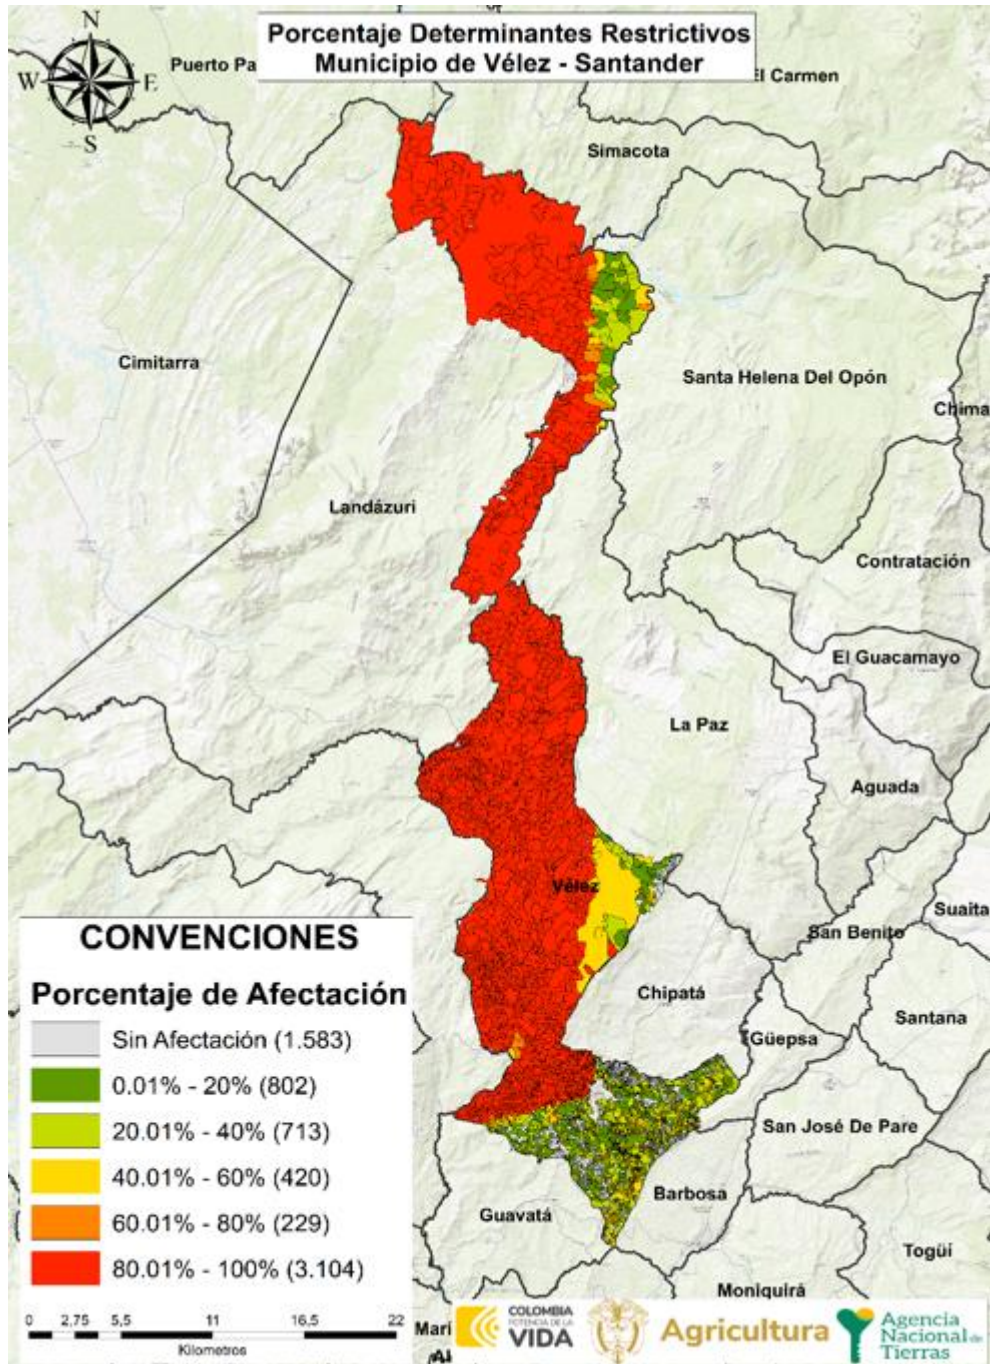 Porcentaje Determinantes Restrictivos
Municipio de Vélez - Santander
N
W
E
S
Puerto Pa
El Carmen
Simacota
Cimitarra
Santa Helena Del Opón
Chima
Landázuri
Contratación
El Guacamayo
La Paz
Aguada
Vélez
Suaita
San Benito
Chipatá
Santana
Güepsa
San José De Pare
Barbosa
Guavatá
Togüí
Moniquirá
Mari
CONVENCIONES
Porcentaje de Afectación
Sin Afectación (1.583)
0.01% - 20% (802)
20.01% - 40% (713)
40.01% - 60% (420)
60.01% - 80% (229)
80.01% - 100% (3.104)
0 2,75 5,5 11 16,5 22
Kilometros
COLOMBIA
POTENCIA DE LA
VIDA
Agricultura
Agencia
Nacional de
Tierras